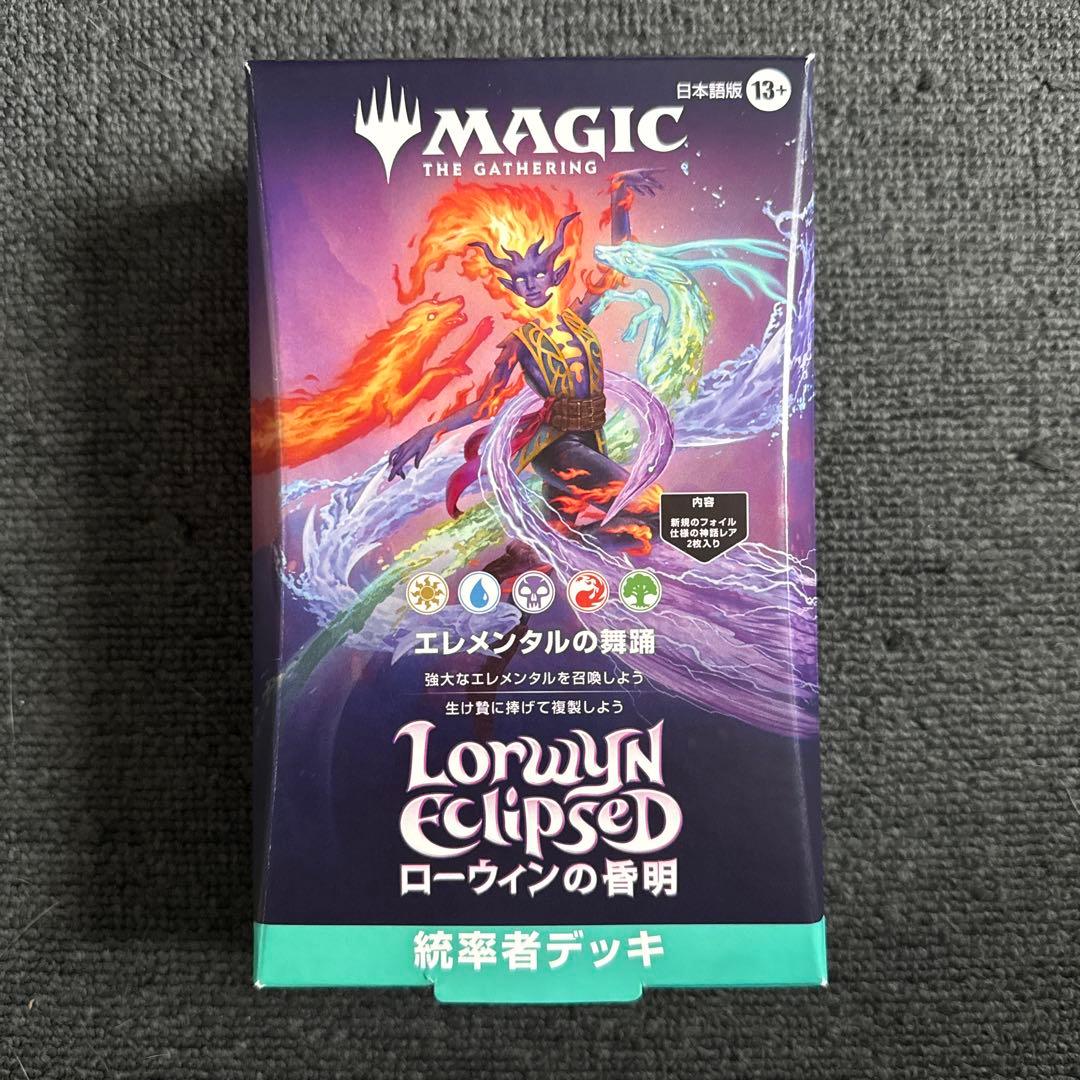 日本語版 13+
MAGIC
THE GATHERING
内容
新規のフォイル
仕様の神話レア
2枚入り
エレメンタルの舞踊
強大なエレメンタルを召喚しよう
生け贄に捧げて複製しよう
LORWYN
ECLIPSED
ローウィンの昏明
統率者デッキ